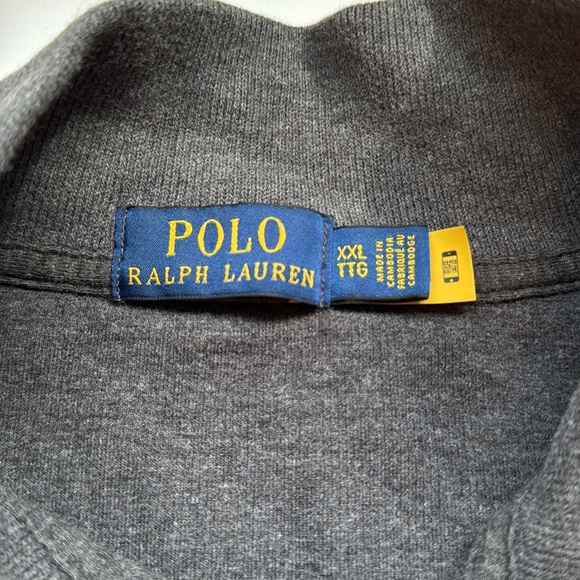 POLO
RALPH LAUREN
XXL
TTG
MADE IN
CAMBODIA
FABRIQUÉ AU
CAMBODGE